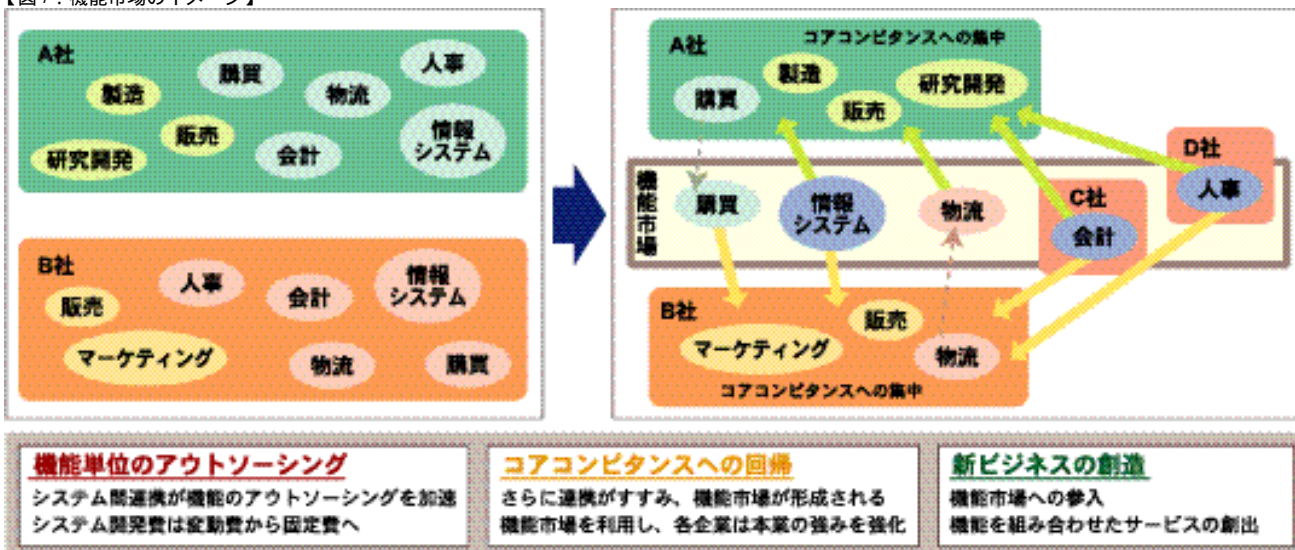 【図7：機能市場のイメージ】
A社
製造
購買
物流
人事
研究開発
販売
会計
情報
システム
B社
販売
人事
会計
情報
システム
マーケティング
物流
購買
A社
コアコンピタンスへの集中
購買
製造
販売
研究開発
機能市場
購買
情報
システム
物流
C社
会計
D社
人事
B社
マーケティング
販売
物流
コアコンピタンスへの集中
機能単位のアウトソーシング
システム間連携が機能のアウトソーシングを加速
システム開発費は変動費から固定費へ
コアコンピタンスへの回帰
さらに連携がすすみ、機能市場が形成される
機能市場を利用し、各企業は本業の強みを強化
新ビジネスの創造
機能市場への参入
機能を組み合わせたサービスの創出